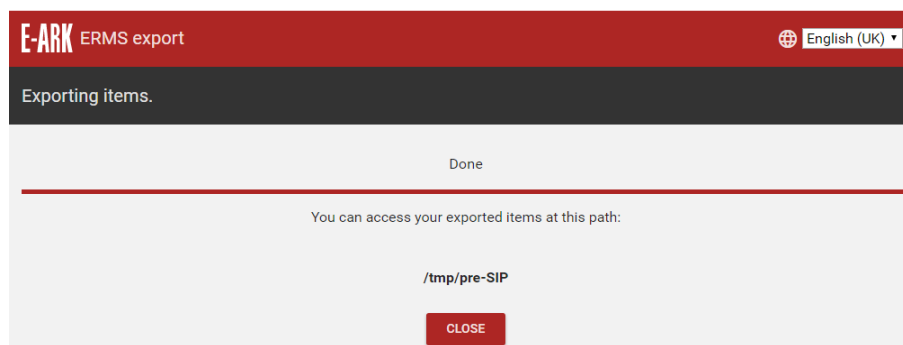 E-ARK ERMS export
English (UK)
Exporting items.
Done
You can access your exported items at this path:
/tmp/pre-SIP
CLOSE